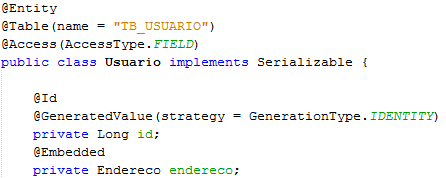 @Entity
@Table(name = "TB_USUARIO")
@Access(AccessType.FIELD)
public class Usuario implements Serializable {
@Id
@GeneratedValue(strategy = GenerationType.IDENTITY)
private Long id;
@Embedded
private Endereco endereco;